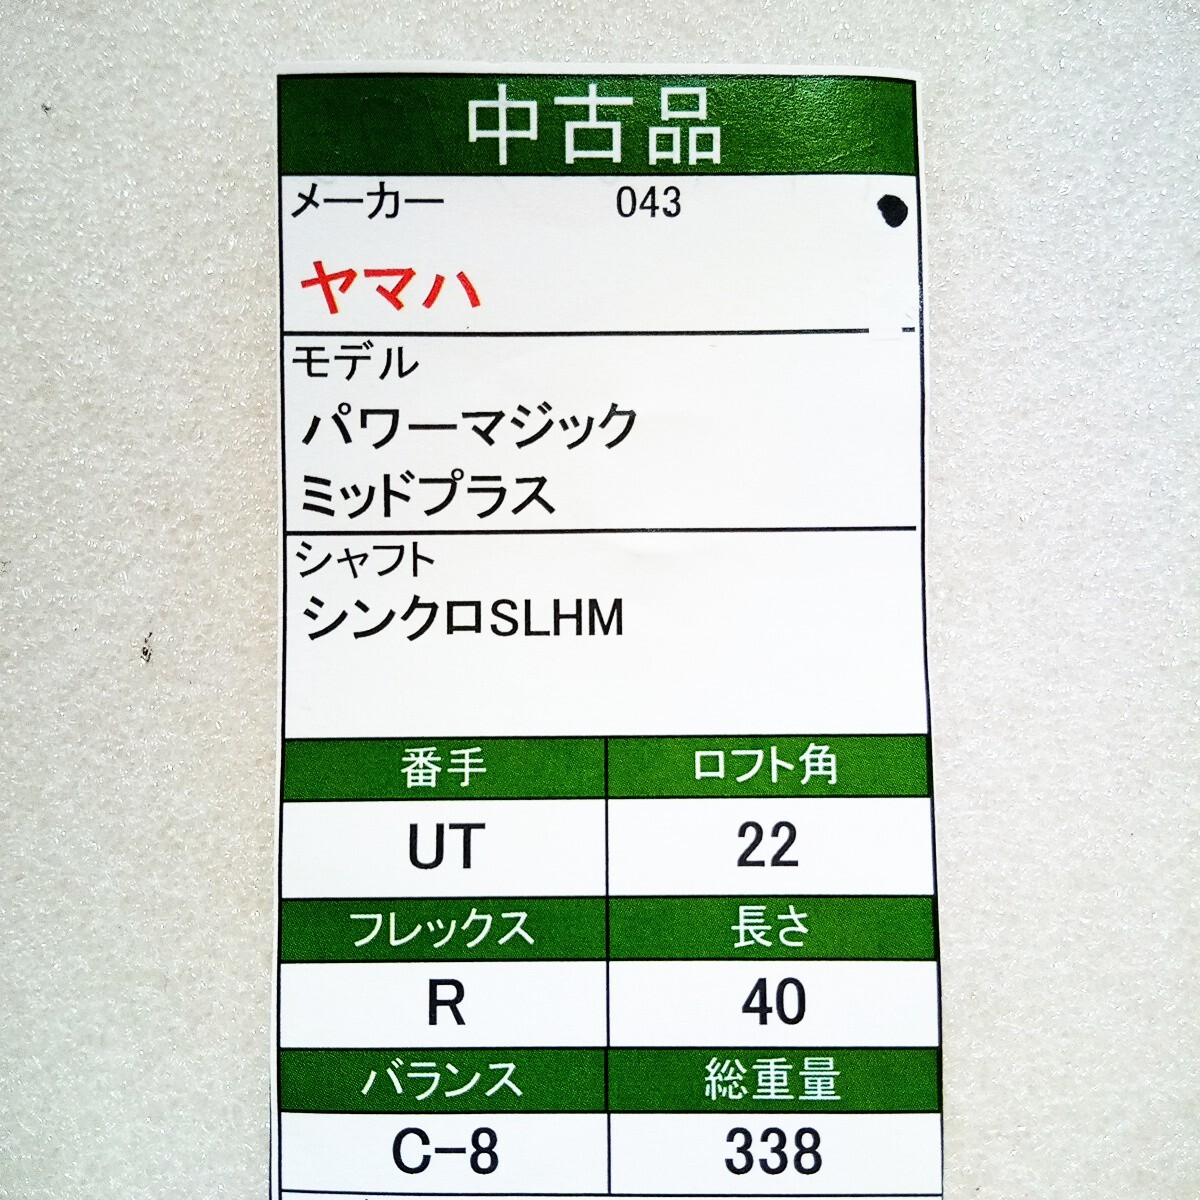 中古品
メーカー 043
ヤマハ
モデル
パワーマジック
ミッドプラス
シャフト
シンクロSLHM
番手 ロフト角
UT 22
フレックス 長さ
R 40
バランス 総重量
C-8 338